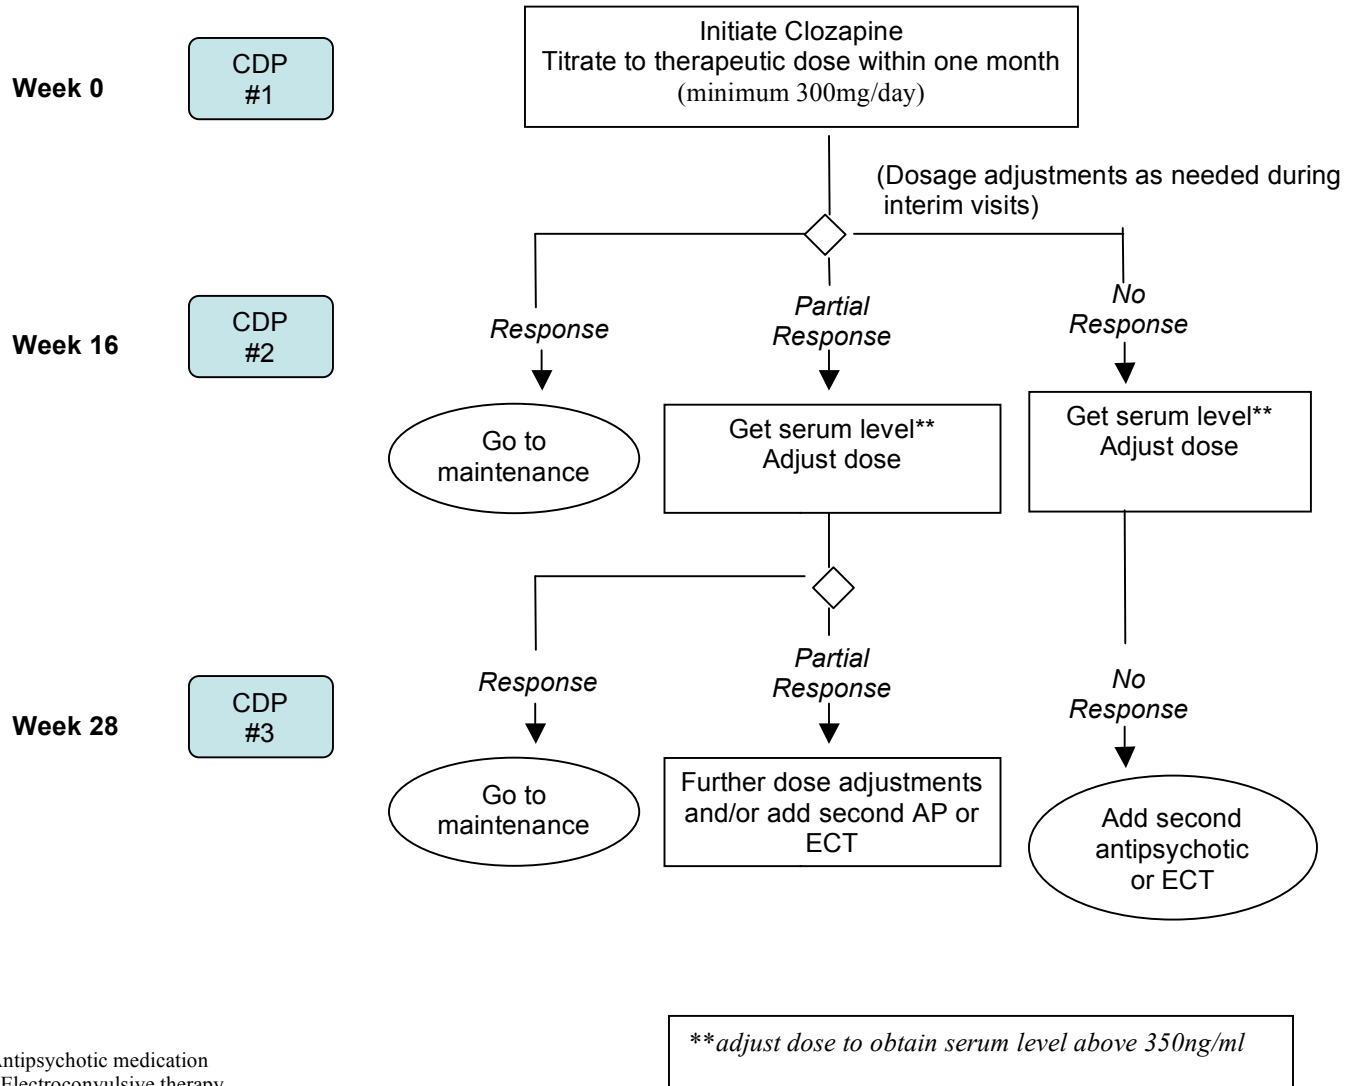 Initiate Clozapine
Titrate to therapeutic dose within one month
(minimum 300mg/day)
Week 0
CDP
#1
(Dosage adjustments as needed during
interim visits)
Week 16
CDP
#2
Response
Partial
Response
No
Response
Go to
maintenance
Get serum level**
Adjust dose
Get serum level**
Adjust dose
Week 28
CDP
#3
Response
Partial
Response
No
Response
Go to
maintenance
Further dose adjustments
and/or add second AP or
ECT
Add second
antipsychotic
or ECT
**adjust dose to obtain serum level above 350ng/ml
ntipsychotic medication
Electroconvulsive therapy